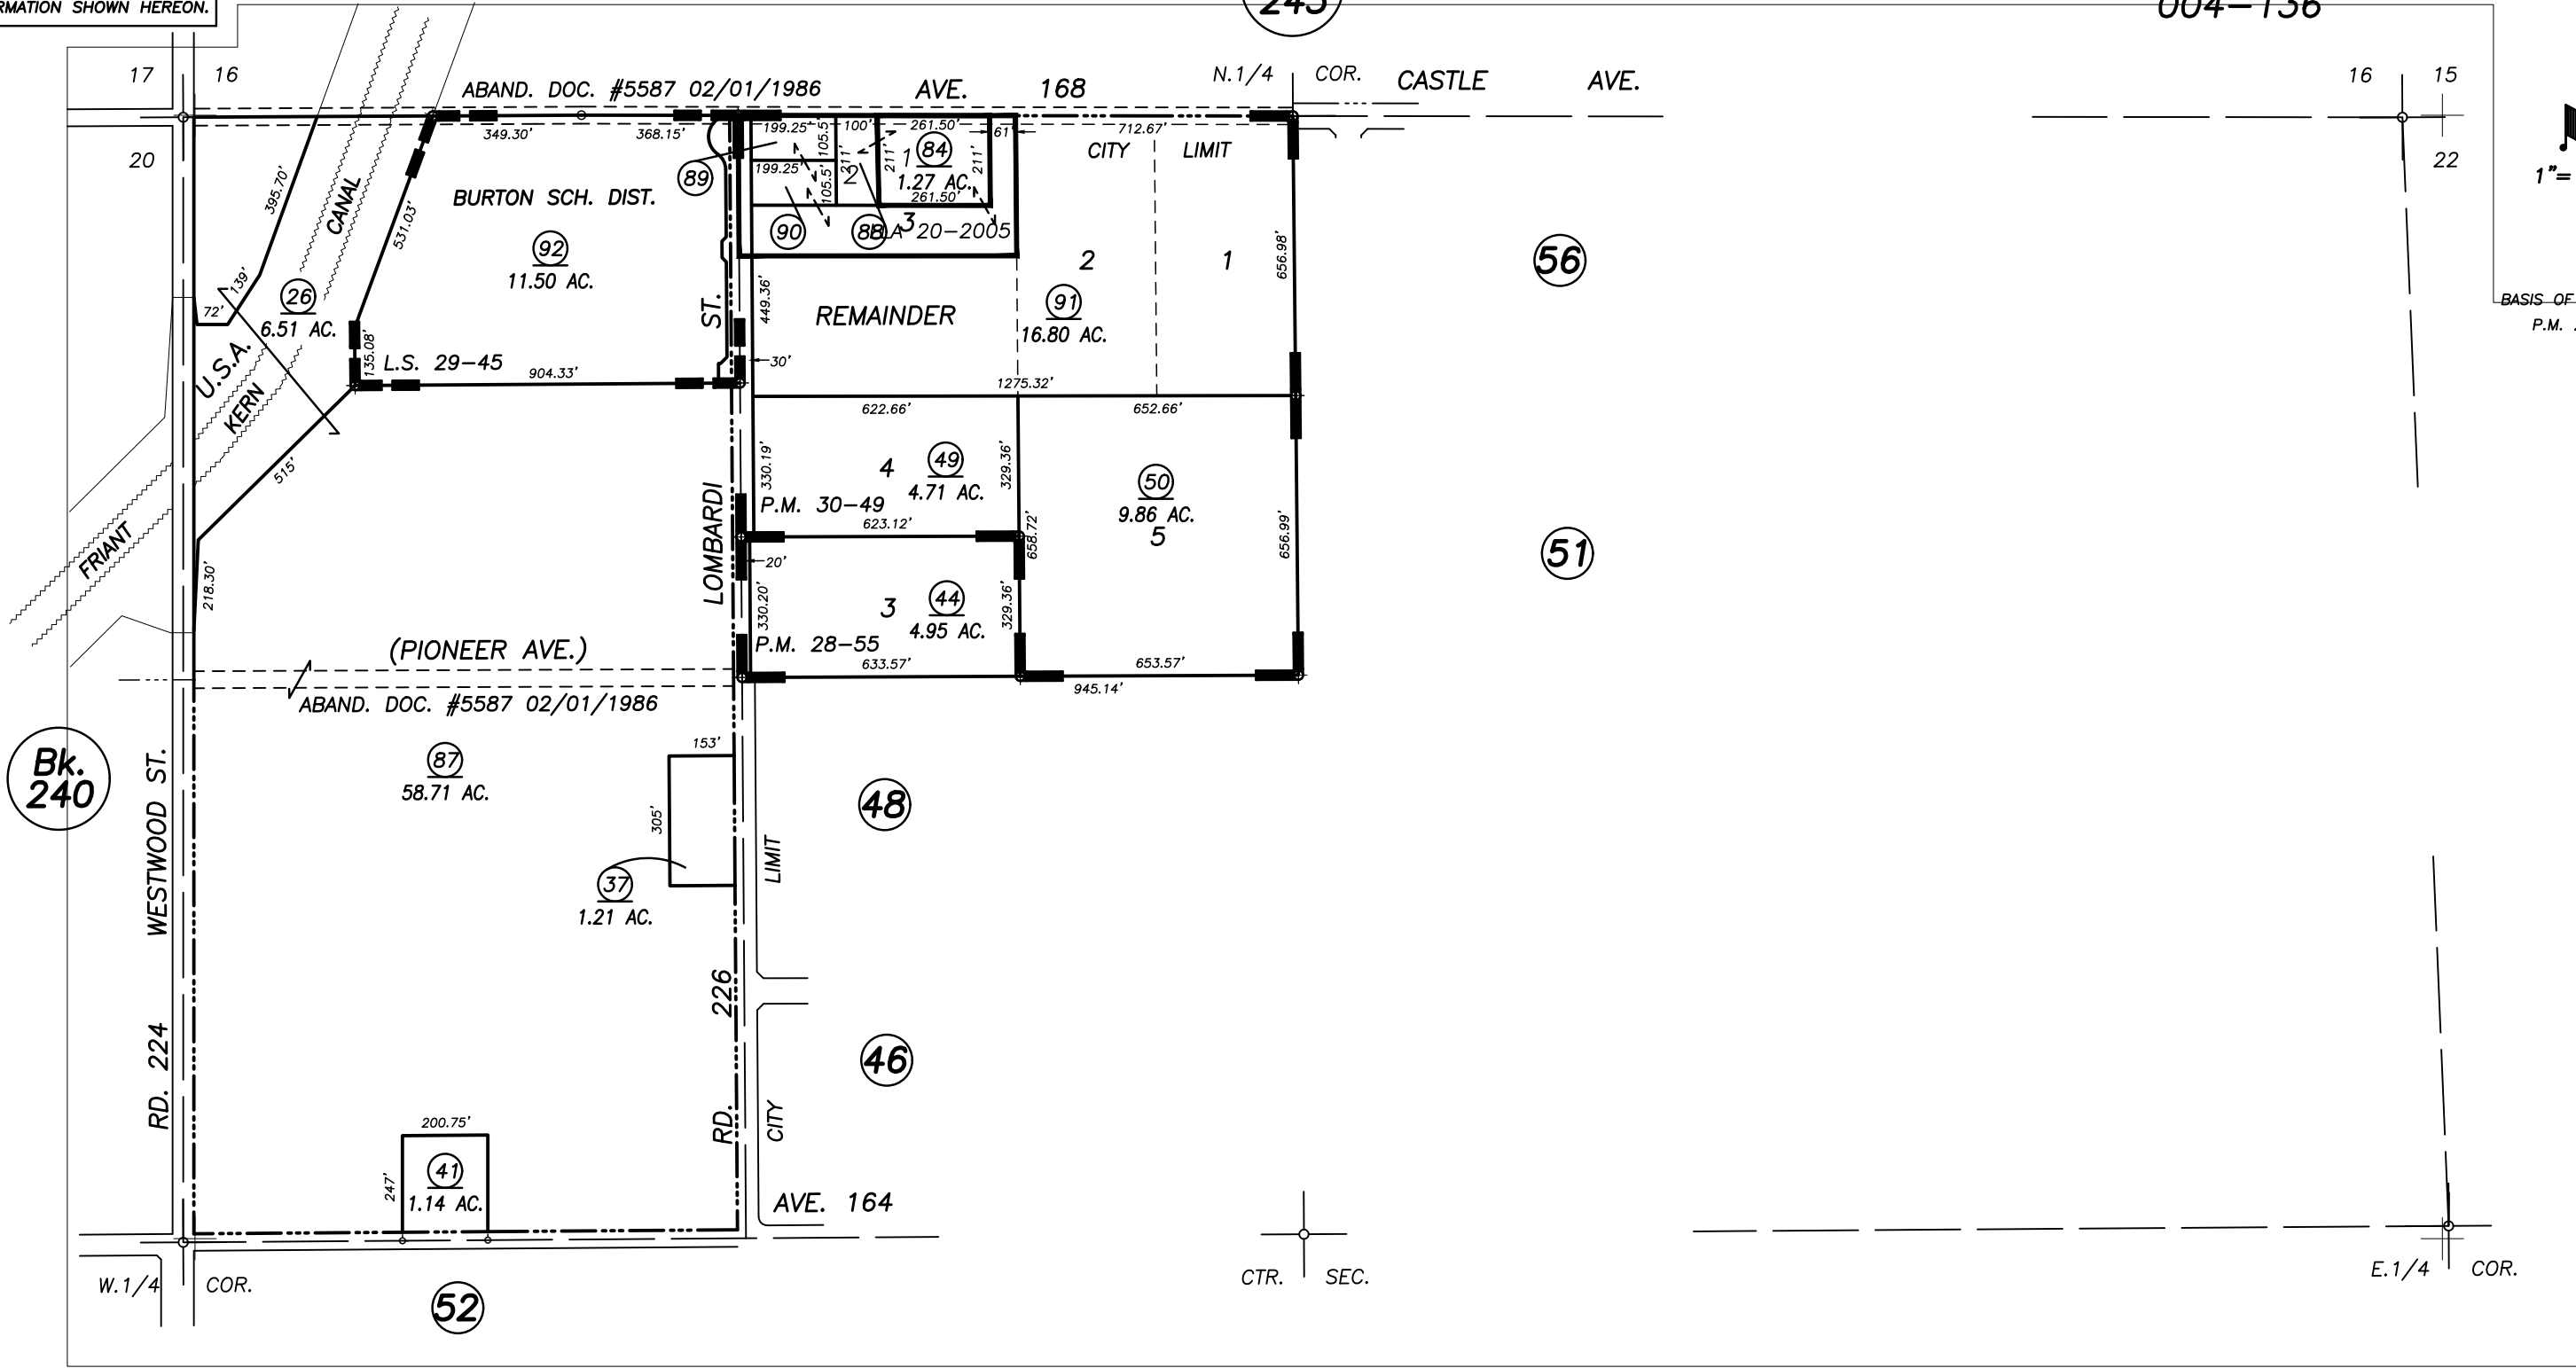 RMATION SHOWN HEREON.
243
004-136
17 16
20
ABAND. DOC. #5587 02/01/1986
AVE. 168
N.1/4 COR.
CASTLE AVE.
16 15
22
1"=
BASIS OF
P.M.
349.30'
368.15'
199.25'
105.5'
100'
261.50'
61'
712.67'
CITY LIMIT
395.70'
CANAL
531.03'
BURTON SCH. DIST.
92
11.50 AC.
89
199.25'
105.5'
211'
2
211'
1
84
1.27 AC.
261.50'
211'
90
88
3
LLA 20-2005
139'
72'
26
6.51 AC.
U.S.A.
KERN
135.08'
L.S. 29-45
904.33'
ST.
449.36'
30'
REMAINDER
2
1
91
16.80 AC.
656.98'
56
1275.32'
622.66'
652.66'
515'
FRIANT
218.30'
LOMBARDI
330.19'
4
49
4.71 AC.
329.36'
P.M. 30-49
623.12'
658.72'
50
9.86 AC.
5
656.99'
51
20'
330.20'
3
44
4.95 AC.
329.36'
P.M. 28-55
633.57'
653.57'
945.14'
(PIONEER AVE.)
ABAND. DOC. #5587 02/01/1986
Bk.
240
WESTWOOD ST.
87
58.71 AC.
153'
305'
37
1.21 AC.
LIMIT
48
226
RD. 224
RD.
CITY
46
200.75'
247'
41
1.14 AC.
AVE. 164
W.1/4 COR.
52
CTR. SEC.
E.1/4 COR.